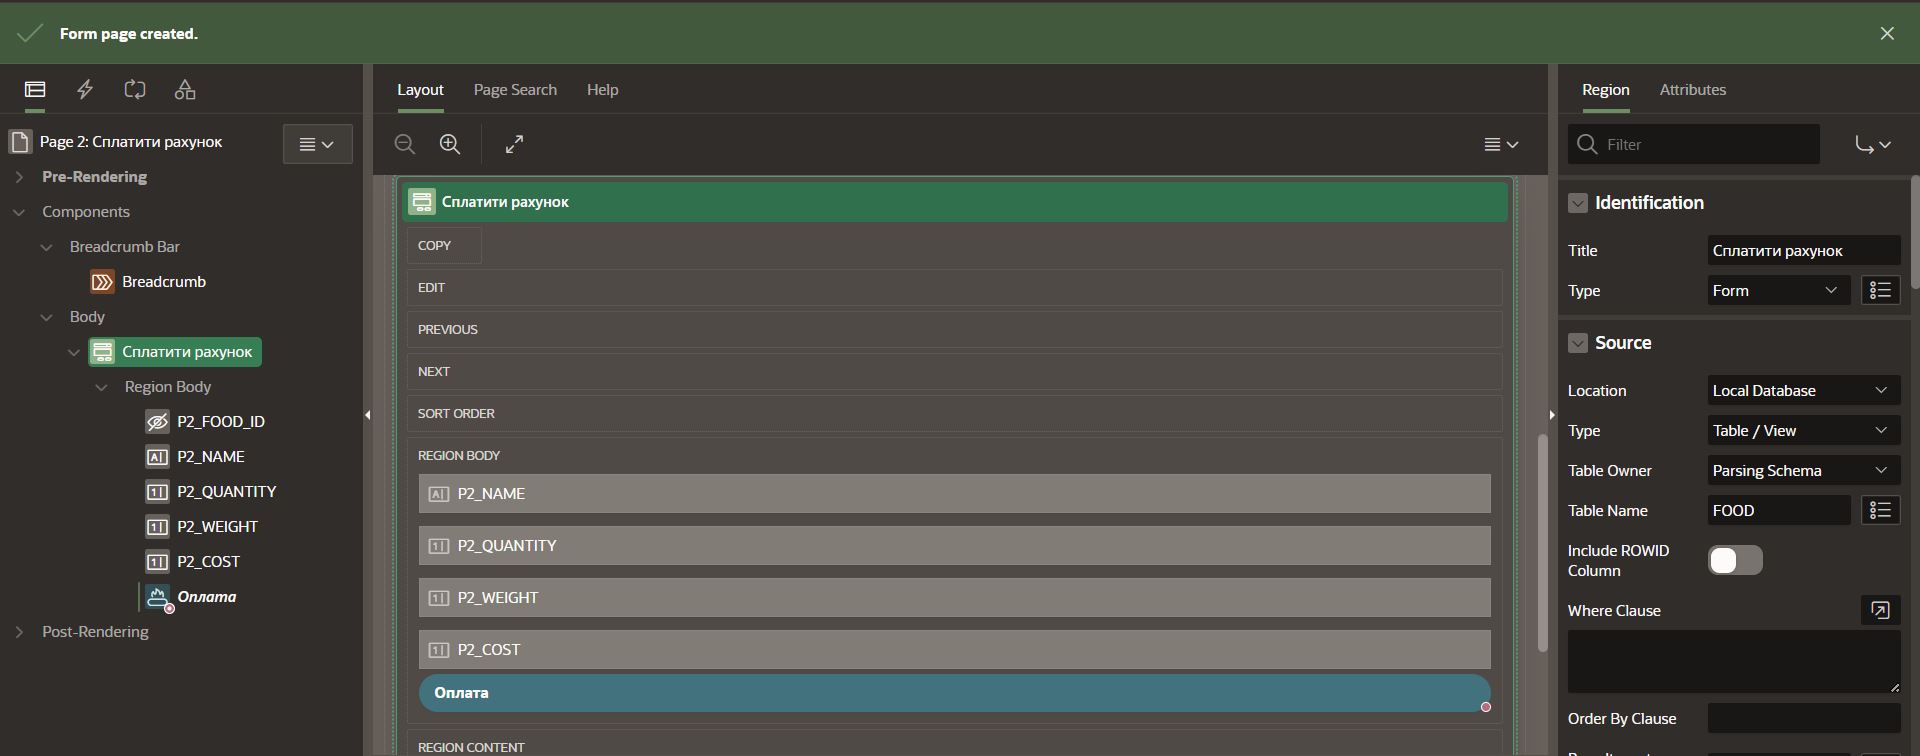 Form page created.
Layout
Page Search
Help
Region
Attributes
Page 2: Сплатити рахунок
Pre-Rendering
Components
Breadcrumb Bar
Breadcrumb
Body
Сплатити рахунок
Region Body
P2_FOOD_ID
P2_NAME
P2_QUANTITY
P2_WEIGHT
P2_COST
Оплата
Post-Rendering
Сплатити рахунок
COPY
EDIT
PREVIOUS
NEXT
SORT ORDER
REGION BODY
P2_NAME
P2_QUANTITY
P2_WEIGHT
P2_COST
Оплата
REGION CONTENT
Filter
Identification
Title Сплатити рахунок
Type Form
Source
Location Local Database
Type Table / View
Table Owner Parsing Schema
Table Name FOOD
Include ROWID
Column
Where Clause
Order By Clause